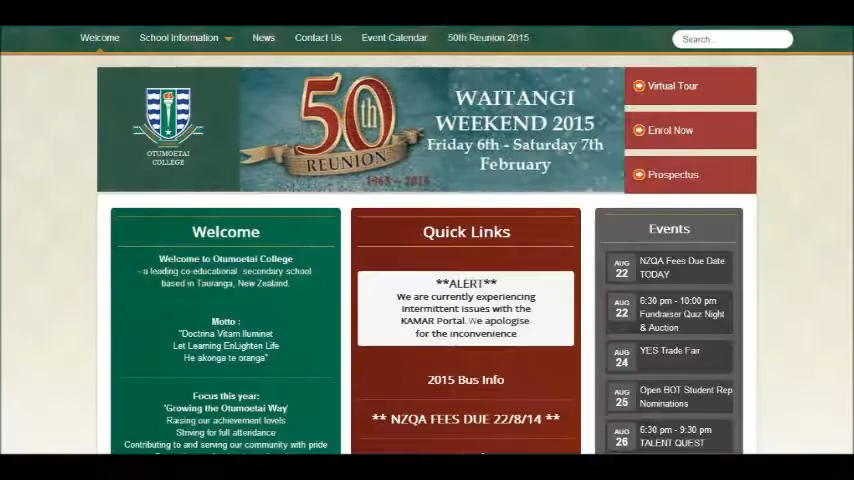 Welcome
School Information
News
Contact Us
Event Calendar
50th Reunion 2015
Search...
OTUMOETAI
COLLEGE
50th
REUNION
1965 - 2015
WAITANGI
WEEKEND 2015
Friday 6th - Saturday 7th
February
Virtual Tour
Enrol Now
Prospectus
Welcome
Welcome to Otumoetai College
- a leading co-educational secondary school
based in Tauranga, New Zealand.
Motto :
"Doctrina Vitam Iluminet
Let Learning EnLighten Life
He akonga te oranga"
Focus this year:
'Growing the Otumoetai Way'
Raising our achievement levels
Striving for full attendance
Contributing to and serving our community with pride
Quick Links
**ALERT**
We are currently experiencing
intermittent issues with the
KAMAR Portal. We apologise
for the inconvenience
2015 Bus Info
** NZQA FEES DUE 22/8/14 **
Events
AUG
22
NZQA Fees Due Date
TODAY
AUG
22
6:30 pm - 10:00 pm
Fundraiser Quiz Night
& Auction
AUG
24
YES Trade Fair
AUG
25
Open BOT Student Rep
Nominations
AUG
26
6:30 pm - 9:30 pm
TALENT QUEST